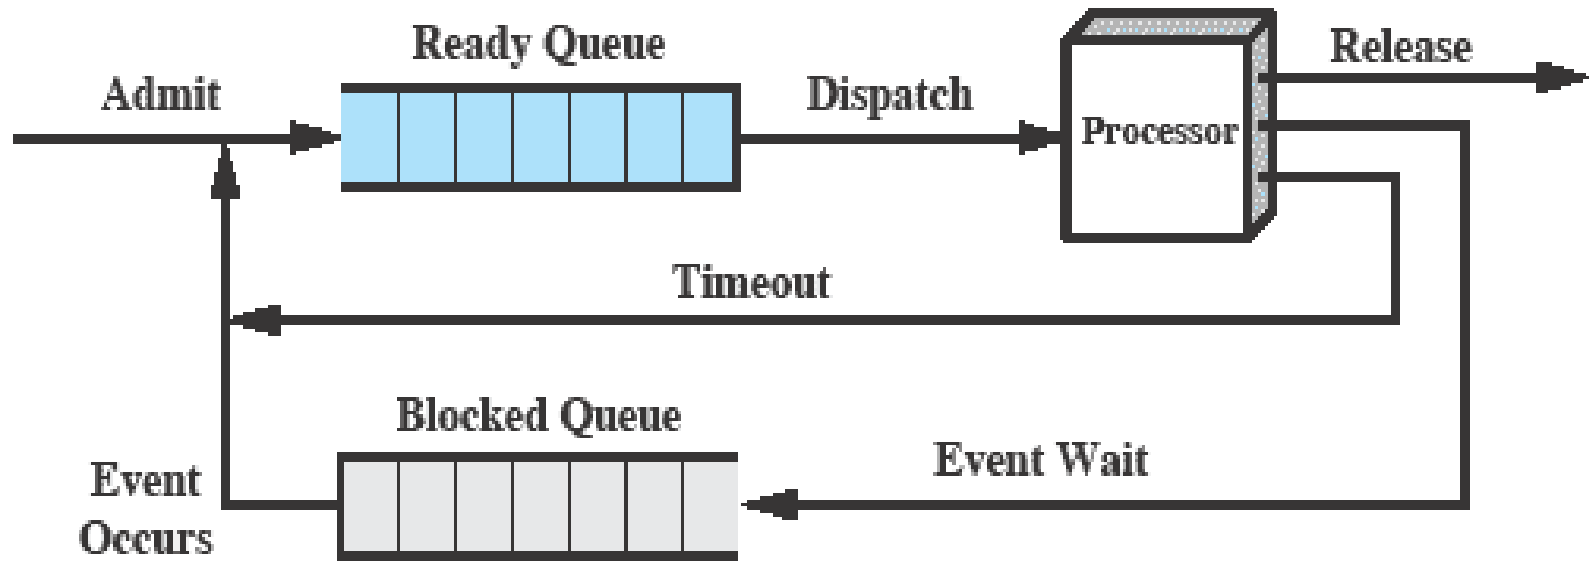 Ready Queue
Release
Admit
Dispatch
Processor
Timeout
Blocked Queue
Event Wait
Event
Occurs